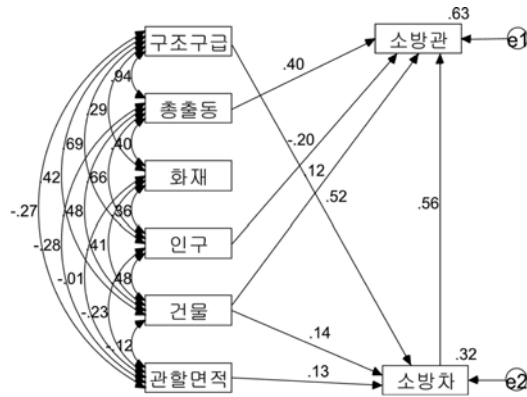 .63
구조구급
소방관
e1
.94
.40
총출동
.29
.69
.40
-.20
화재
.42
.66
12
.36
.52
-.27
.48
.56
-.28
.41
인구
-.01
.48
-.23
건물
.14
.32
-.12
.13
관할면적
소방차
e2